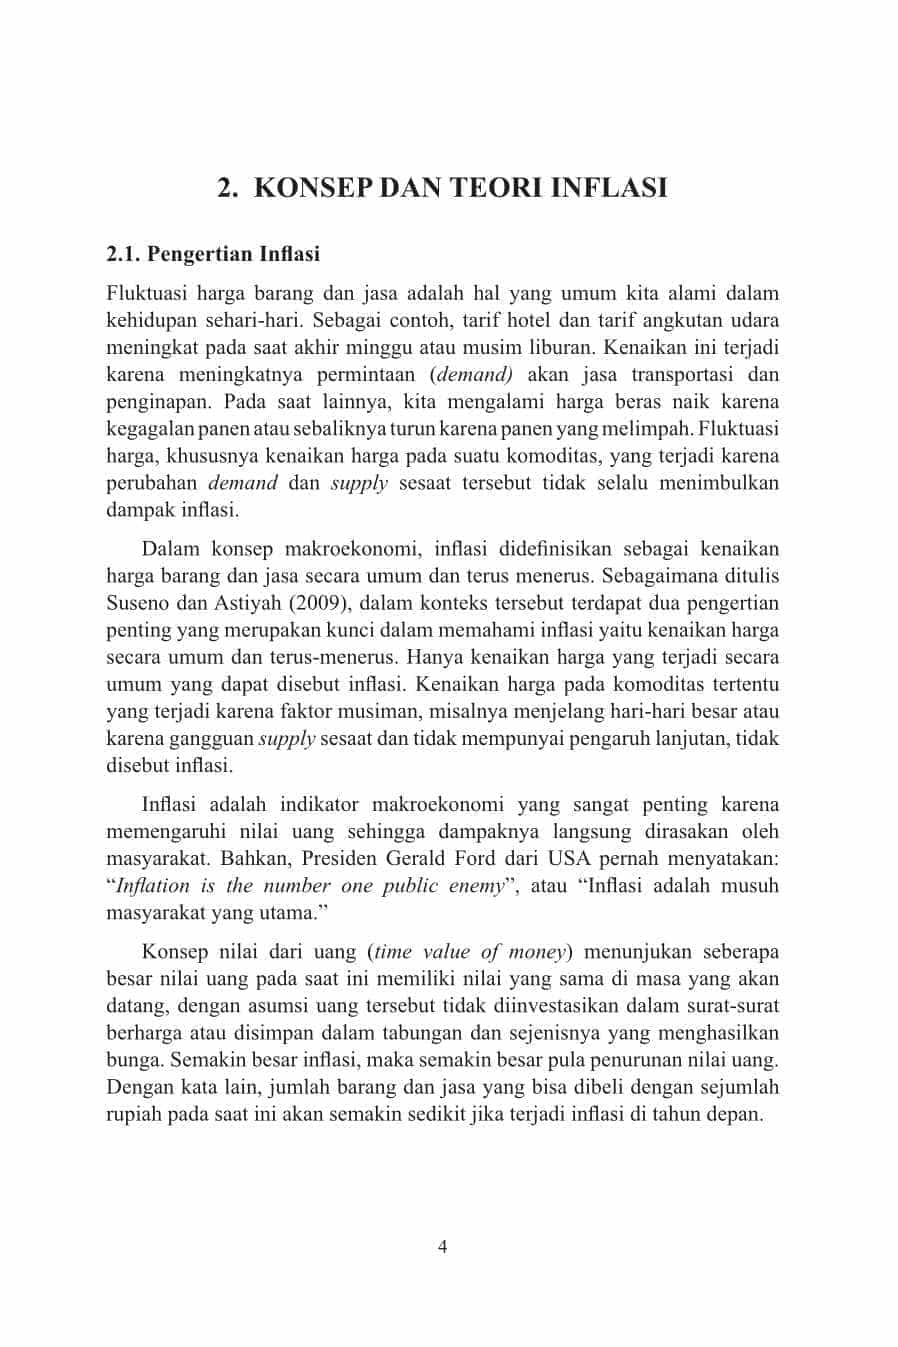 2. KONSEP DAN TEORI INFLASI
2.1. Pengertian Inflasi
Fluktuasi harga barang dan jasa adalah hal yang umum kita alami dalam
kehidupan sehari-hari. Sebagai contoh, tarif hotel dan tarif angkutan udara
meningkat pada saat akhir minggu atau musim liburan. Kenaikan ini terjadi
karena meningkatnya permintaan (demand) akan jasa transportasi dan
penginapan. Pada saat lainnya, kita mengalami harga beras naik karena
kegagalan panen atau sebaliknya turun karena panen yang melimpah. Fluktuasi
harga, khususnya kenaikan harga pada suatu komoditas, yang terjadi karena
perubahan demand dan supply sesaat tersebut tidak selalu menimbulkan
dampak inflasi.
Dalam konsep makroekonomi, inflasi didefinisikan sebagai kenaikan
harga barang dan jasa secara umum dan terus menerus. Sebagaimana ditulis
Suseno dan Astiyah (2009), dalam konteks tersebut terdapat dua pengertian
penting yang merupakan kunci dalam memahami inflasi yaitu kenaikan harga
secara umum dan terus-menerus. Hanya kenaikan harga yang terjadi secara
umum yang dapat disebut inflasi. Kenaikan harga pada komoditas tertentu
yang terjadi karena faktor musiman, misalnya menjelang hari-hari besar atau
karena gangguan supply sesaat dan tidak mempunyai pengaruh lanjutan, tidak
disebut inflasi.
Inflasi adalah indikator makroekonomi yang sangat penting karena
memengaruhi nilai uang sehingga dampaknya langsung dirasakan oleh
masyarakat. Bahkan, Presiden Gerald Ford dari USA pernah menyatakan:
“Inflation is the number one public enemy”, atau “Inflasi adalah musuh
masyarakat yang utama.”
Konsep nilai dari uang (time value of money) menunjukan seberapa
besar nilai uang pada saat ini memiliki nilai yang sama di masa yang akan
datang, dengan asumsi uang tersebut tidak diinvestasikan dalam surat-surat
berharga atau disimpan dalam tabungan dan sejenisnya yang menghasilkan
bunga. Semakin besar inflasi, maka semakin besar pula penurunan nilai uang.
Dengan kata lain, jumlah barang dan jasa yang bisa dibeli dengan sejumlah
rupiah pada saat ini akan semakin sedikit jika terjadi inflasi di tahun depan.
4